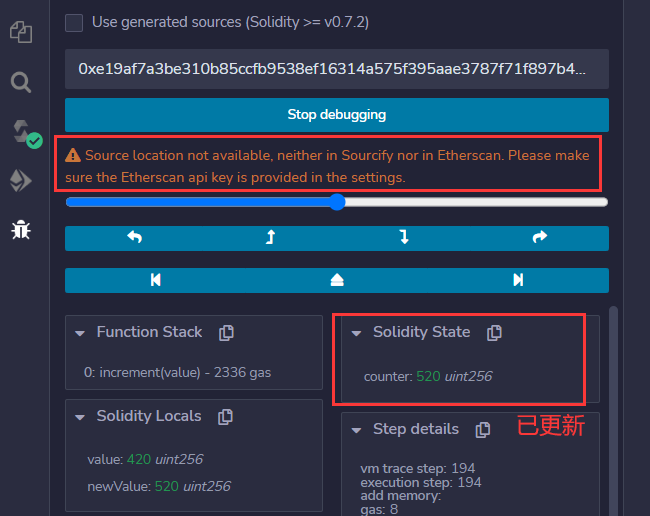 Use generated sources (Solidity >= v0.7.2)
0xe19af7a3be310b85ccfb9538ef16314a575f395aae3787f71f897b4...
Stop debugging
Source location not available, neither in Sourcify nor in Etherscan. Please make
sure the Etherscan api key is provided in the settings.
Function Stack
0: increment(value) - 2336 gas
Solidity Locals
value: 420 uint256
newValue: 520 uint256
Solidity State
counter: 520 uint256
已更新
Step details
vm trace step: 194
execution step: 194
add memory:
gas: 8